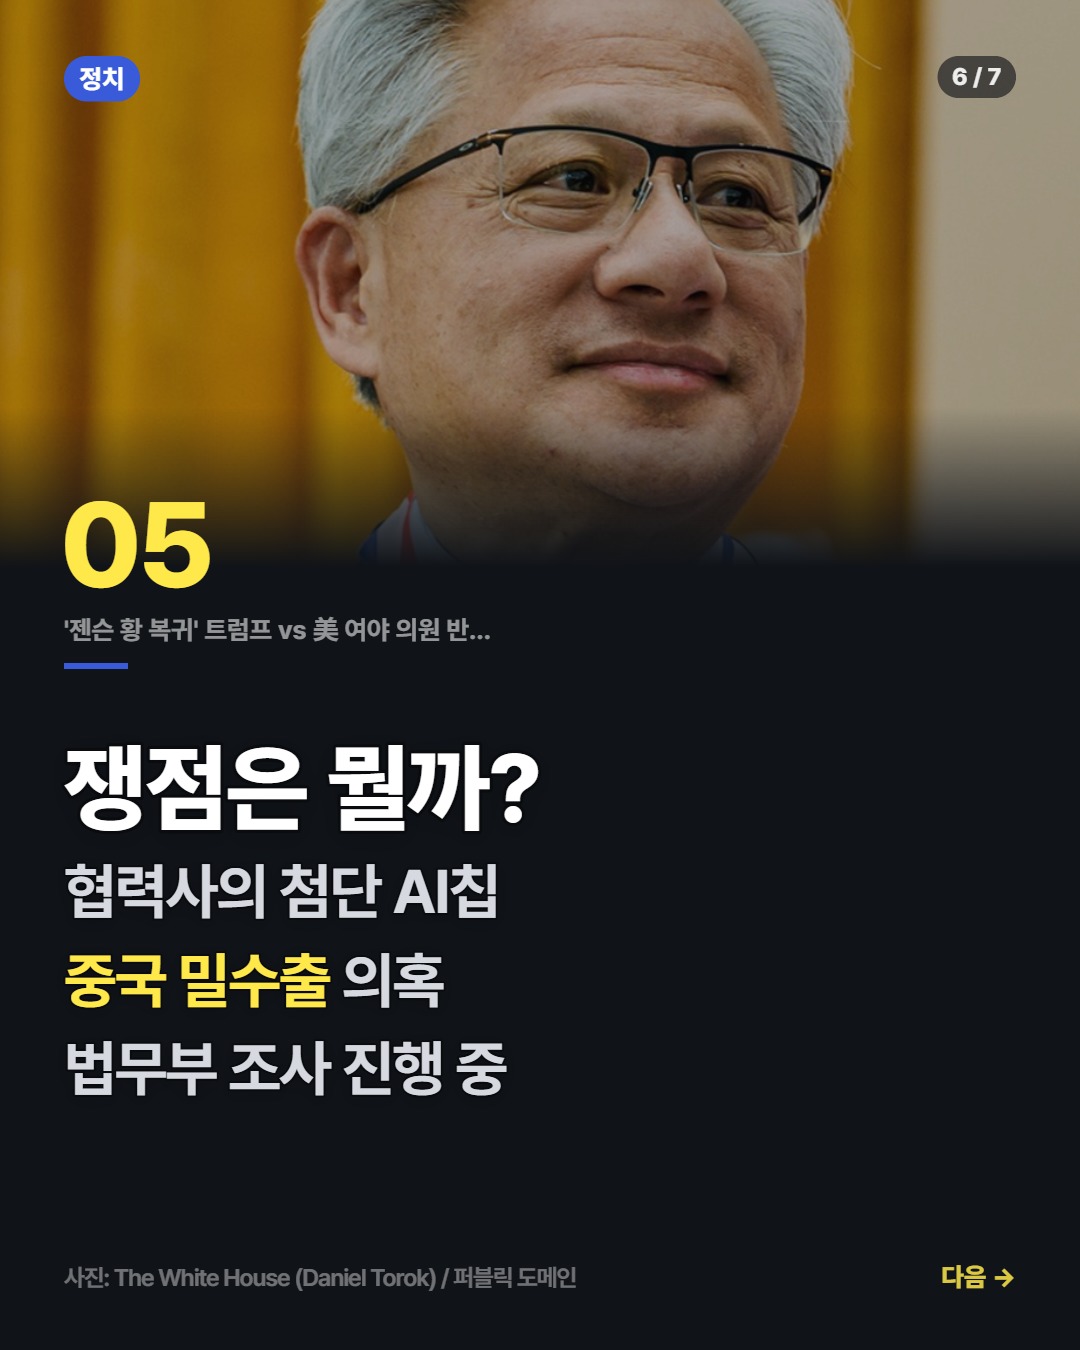 정치
6 / 7
05
'젠슨 황 복귀' 트럼프 vs 美 여야 의원 반...
쟁점은 뭘까?
협력사의 첨단 AI칩
중국 밀수출 의혹
법무부 조사 진행 중
사진: The White House (Daniel Torok) / 퍼블릭 도메인
다음 →